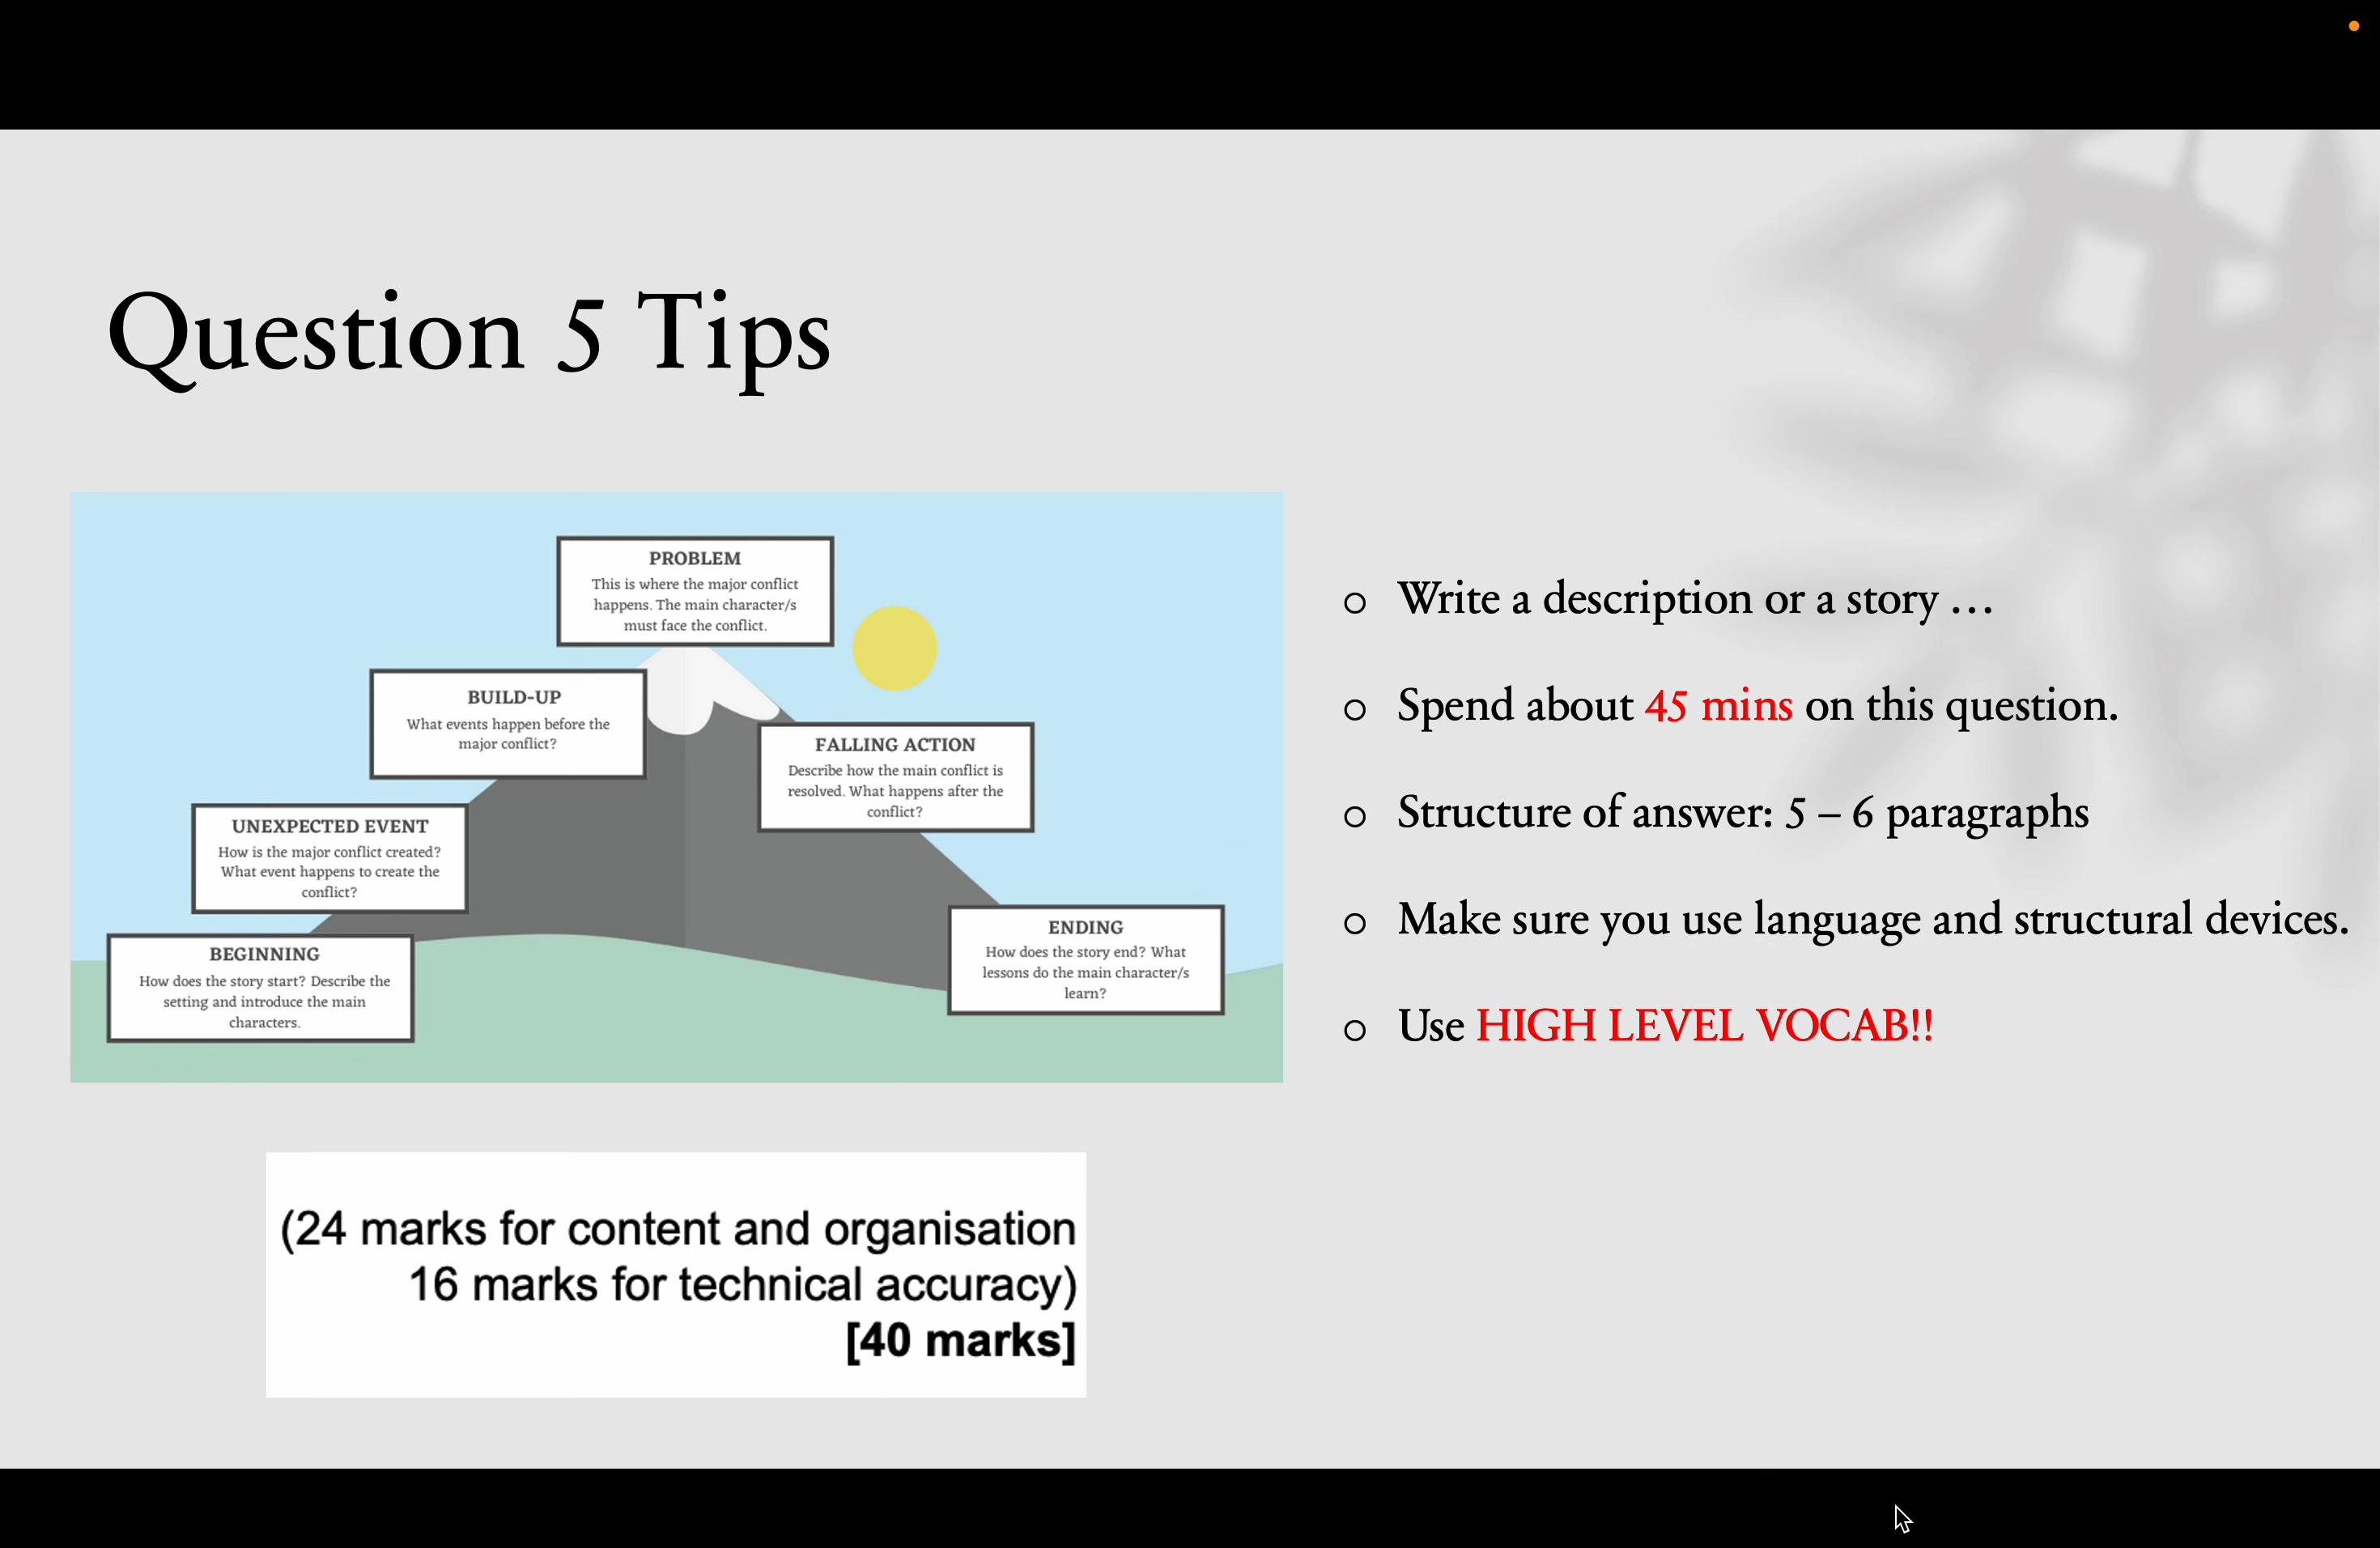 Question 5 Tips
PROBLEM
This is where the major conflict
happens. The main character/s
must face the conflict.
BUILD-UP
What events happen before the
major conflict?
UNEXPECTED EVENT
How is the major conflict created?
What event happens to create the
conflict?
BEGINNING
How does the story start? Describe the
setting and introduce the main
characters.
FALLING ACTION
Describe how the main conflict is
resolved. What happens after the
conflict?
ENDING
How does the story end? What
lessons do the main character/s
learn?
(24 marks for content and organisation
16 marks for technical accuracy)
[40 marks]
Write a description or a story …
Spend about 45 mins on this question.
Structure of answer: 5 – 6 paragraphs
Make sure you use language and structural devices.
Use HIGH LEVEL VOCAB!!